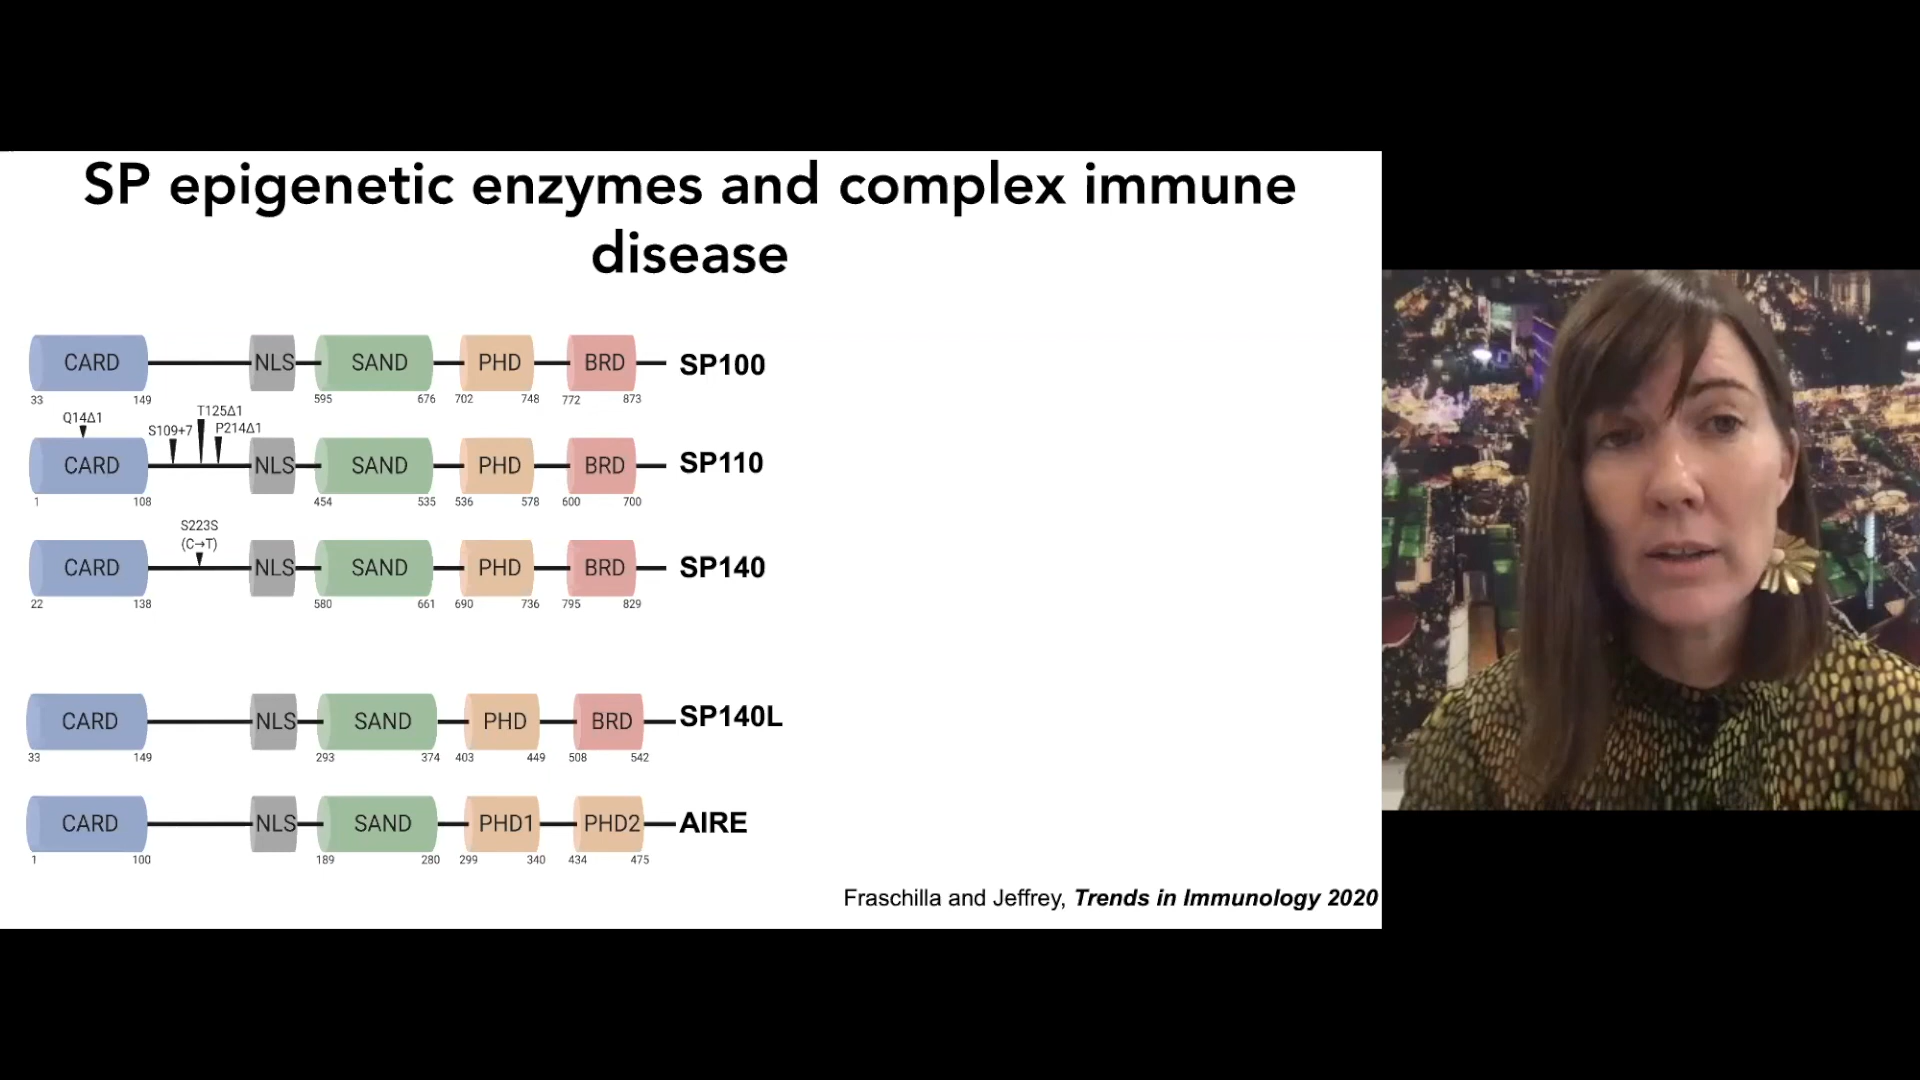 SP epigenetic enzymes and complex immune
disease
CARD NLS SAND PHD BRD SP100
33 149 595 676 702 748 772 873
Q14Δ1 S109+7 T125Δ1 P214Δ1
CARD NLS SAND PHD BRD SP110
1 108 454 535 536 578 600 700
S223S
(C→T)
CARD NLS SAND PHD BRD SP140
22 138 580 661 690 736 795 829
CARD NLS SAND PHD BRD SP140L
33 149 293 374 403 449 508 542
CARD NLS SAND PHD1 PHD2 AIRE
1 100 189 280 299 340 434 475
Fraschilla and Jeffrey, Trends in Immunology 2020